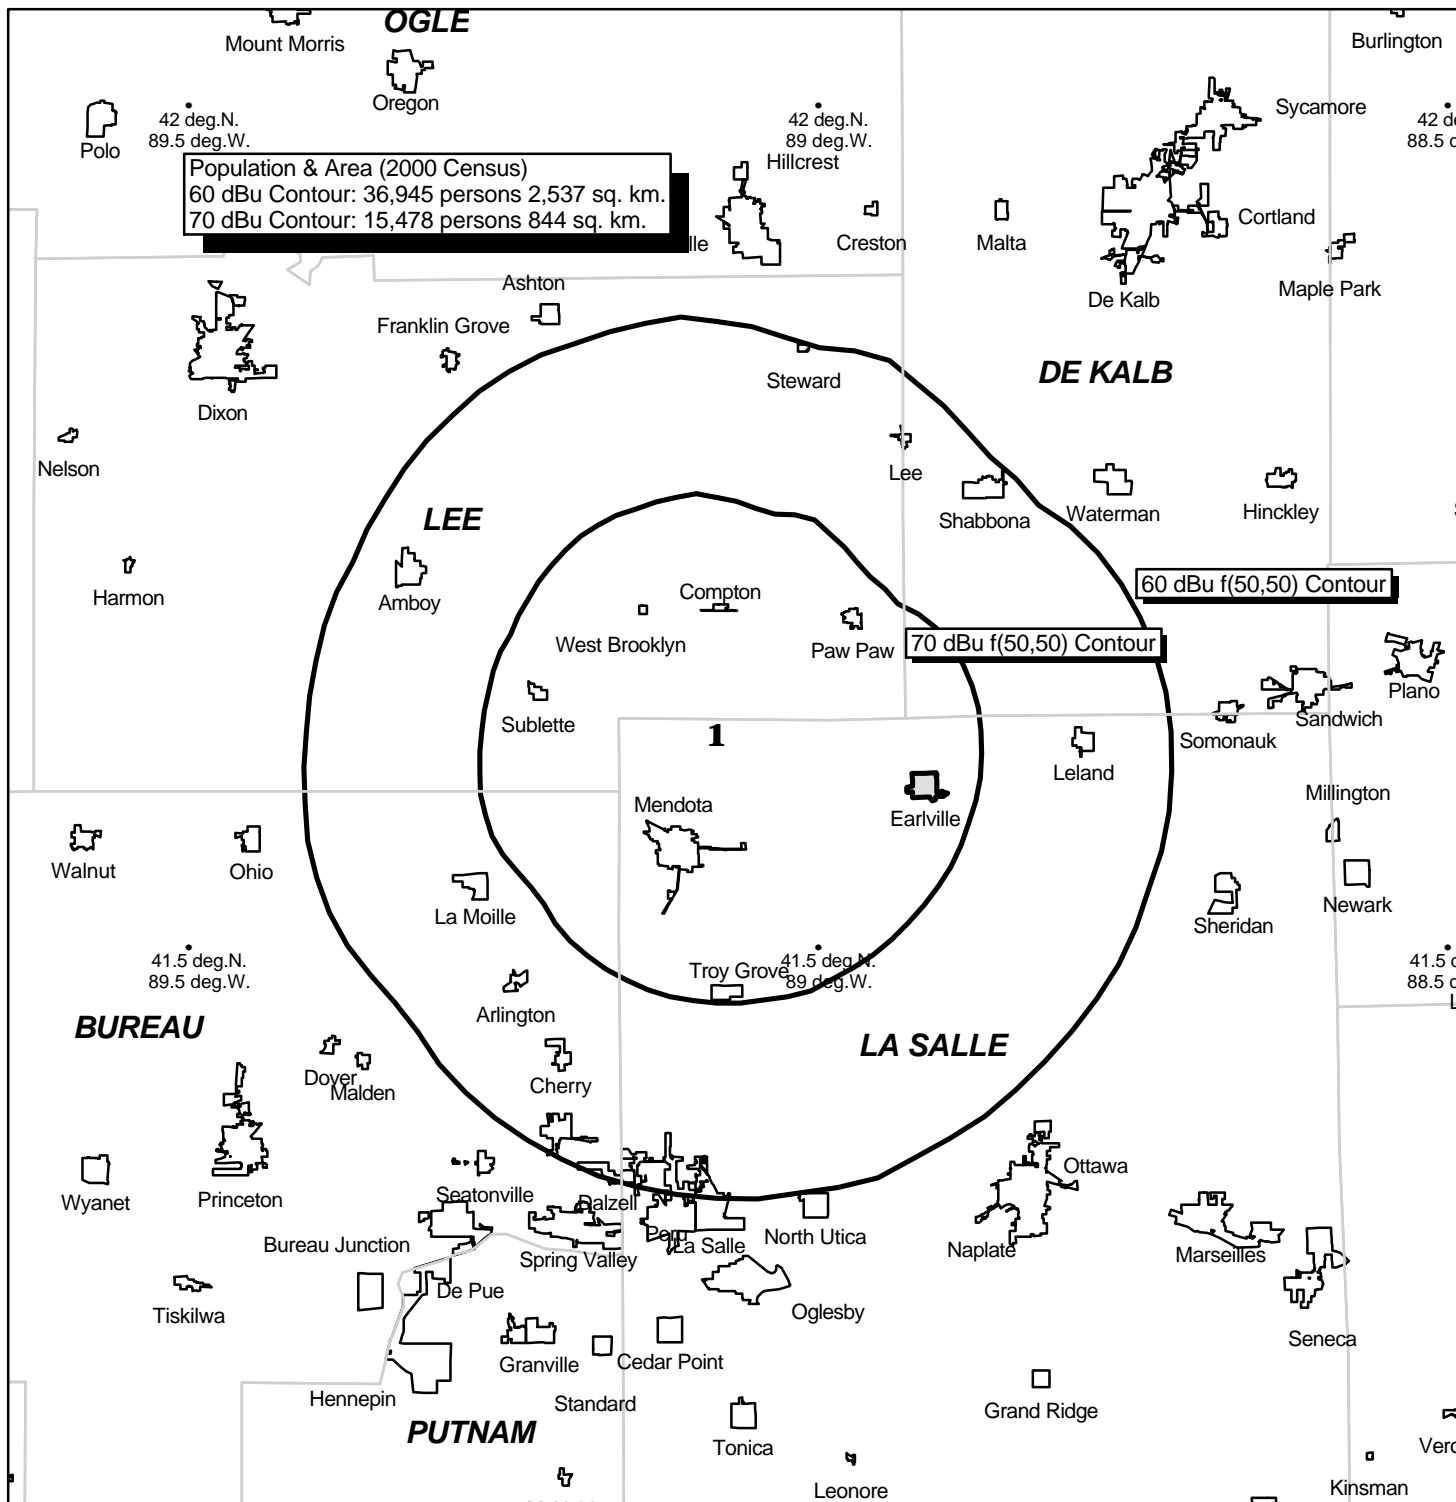 OGLE
Mount Morris
Burlington
Oregon
Sycamore
42 deg.N.
89.5 deg.W.
42 deg.N.
89 deg.W.
Polo
Hillcrest
Population & Area (2000 Census)
60 dBu Contour: 36,945 persons 2,537 sq. km.
70 dBu Contour: 15,478 persons 844 sq. km.
Creston
Malta
Cortland
Ashton
De Kalb
Maple Park
Franklin Grove
Steward
DE KALB
Dixon
Nelson
Lee
LEE
Shabbona
Waterman
Hinckley
Harmon
Amboy
Compton
60 dBu f(50,50) Contour
West Brooklyn
Paw Paw
70 dBu f(50,50) Contour
Plano
Sublette
1
Somonauk
Sandwich
Leland
Mendota
Earlville
Millington
Walnut
Ohio
La Moille
Sheridan
Newark
41.5 deg.N.
89.5 deg.W.
Troy Grove
41.5 deg.N.
89 deg.W.
Arlington
BUREAU
LA SALLE
Dover
Malden
Cherry
Ottawa
Wyanet
Princeton
Seatonville
Dalzell
Peru
La Salle
North Utica
Bureau Junction
Spring Valley
Naplate
Marseilles
De Pue
Tiskilwa
Oglesby
Seneca
Granville
Cedar Point
Hennepin
Standard
Grand Ridge
PUTNAM
Tonica
Leonore
Kinsman